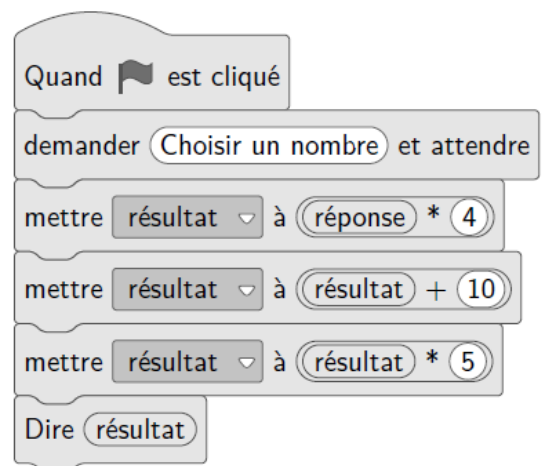 Quand est cliqué
demander Choisir un nombre et attendre
mettre résultat à réponse * 4
mettre résultat à résultat + 10
mettre résultat à résultat * 5
Dire résultat